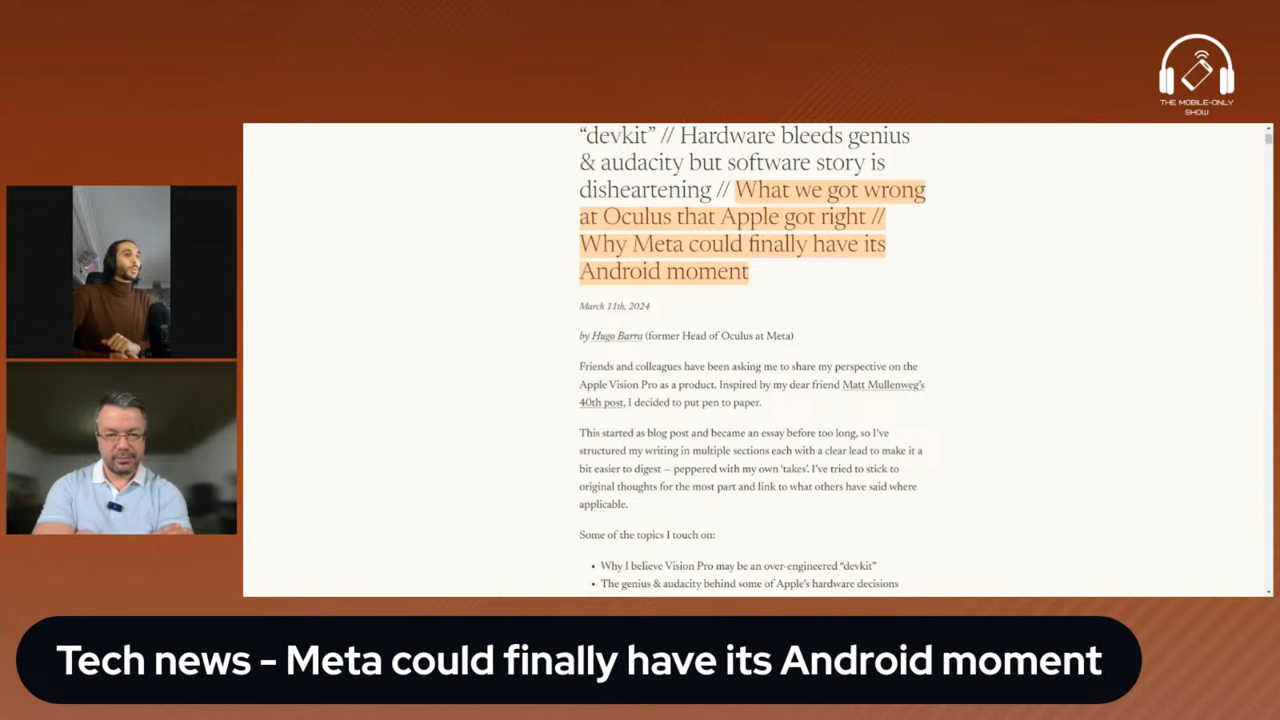 THE MOBILE-ONLY
SHOW
“devkit” // Hardware bleeds genius
& audacity but software story is
disheartening // What we got wrong
at Oculus that Apple got right //
Why Meta could finally have its
Android moment
March 11th, 2024
by Hugo Barra (former Head of Oculus at Meta)
Friends and colleagues have been asking me to share my perspective on the
Apple Vision Pro as a product. Inspired by my dear friend Matt Mullenweg’s
40th post, I decided to put pen to paper.
This started as blog post and became an essay before too long, so I’ve
structured my writing in multiple sections each with a clear lead to make it a
bit easier to digest — peppered with my own ‘takes’. I’ve tried to stick to
original thoughts for the most part and link to what others have said where
applicable.
Some of the topics I touch on:
• Why I believe Vision Pro may be an over-engineered “devkit”
• The genius & audacity behind some of Apple’s hardware decisions
Tech news - Meta could finally have its Android moment